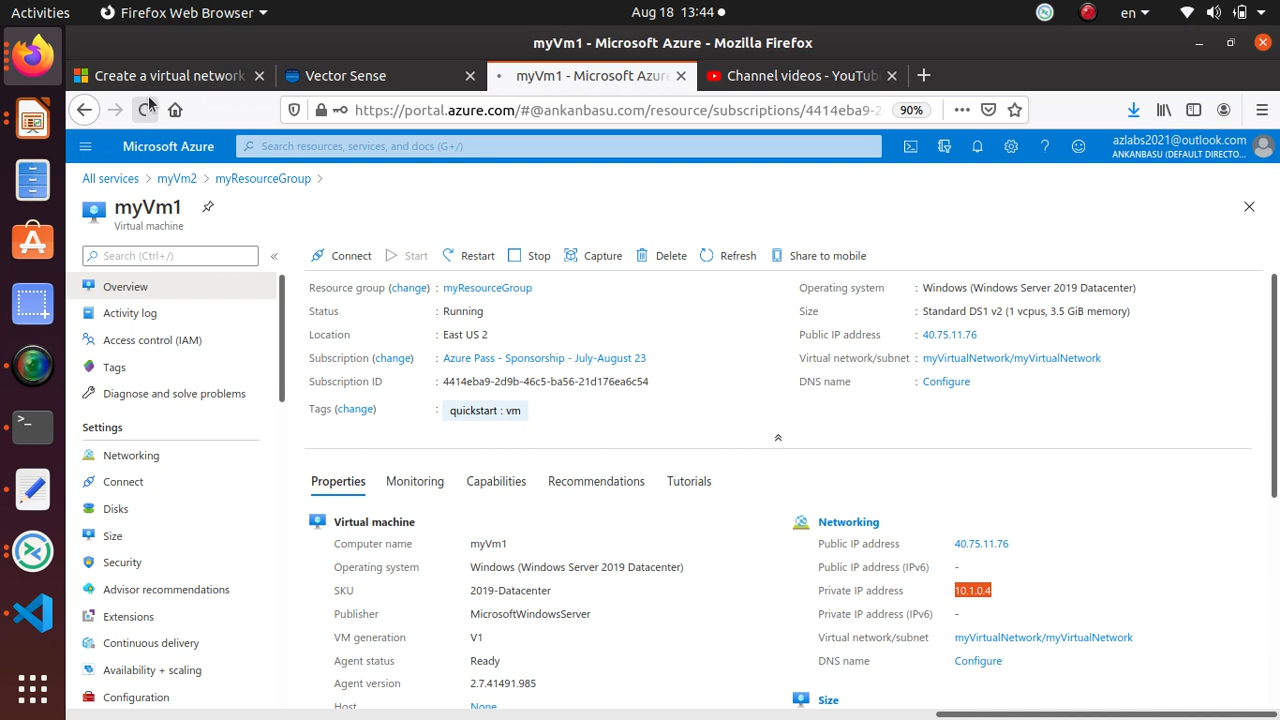 Activities
Firefox Web Browser
Aug 18 13:44
en
myVm1 - Microsoft Azure - Mozilla Firefox
Create a virtual network
Vector Sense
myVm1 - Microsoft Azure
Channel videos - YouTube
https://portal.azure.com/#@ankanbasu.com/resource/subscriptions/4414eba9-2
90%
Microsoft Azure
Search resources, services, and docs (G+/)
azlabs2021@outlook.com
ANKANBASU (DEFAULT DIRECTO...
All services
myVm2
myResourceGroup
myVm1
Virtual machine
Search (Ctrl+/)
Connect
Start
Restart
Stop
Capture
Delete
Refresh
Share to mobile
Overview
Activity log
Access control (IAM)
Tags
Diagnose and solve problems
Settings
Networking
Connect
Disks
Size
Security
Advisor recommendations
Extensions
Continuous delivery
Availability + scaling
Configuration
Resource group (change) : myResourceGroup
Status : Running
Location : East US 2
Subscription (change) : Azure Pass - Sponsorship - July-August 23
Subscription ID : 4414eba9-2d9b-46c5-ba56-21d176ea6c54
Tags (change) : quickstart : vm
Operating system : Windows (Windows Server 2019 Datacenter)
Size : Standard DS1 v2 (1 vcpus, 3.5 GiB memory)
Public IP address : 40.75.11.76
Virtual network/subnet : myVirtualNetwork/myVirtualNetwork
DNS name : Configure
Properties
Monitoring
Capabilities
Recommendations
Tutorials
Virtual machine
Computer name myVm1
Operating system Windows (Windows Server 2019 Datacenter)
SKU 2019-Datacenter
Publisher MicrosoftWindowsServer
VM generation V1
Agent status Ready
Agent version 2.7.41491.985
Host None
Networking
Public IP address 40.75.11.76
Public IP address (IPv6) -
Private IP address 10.1.0.4
Private IP address (IPv6) -
Virtual network/subnet myVirtualNetwork/myVirtualNetwork
DNS name Configure
Size